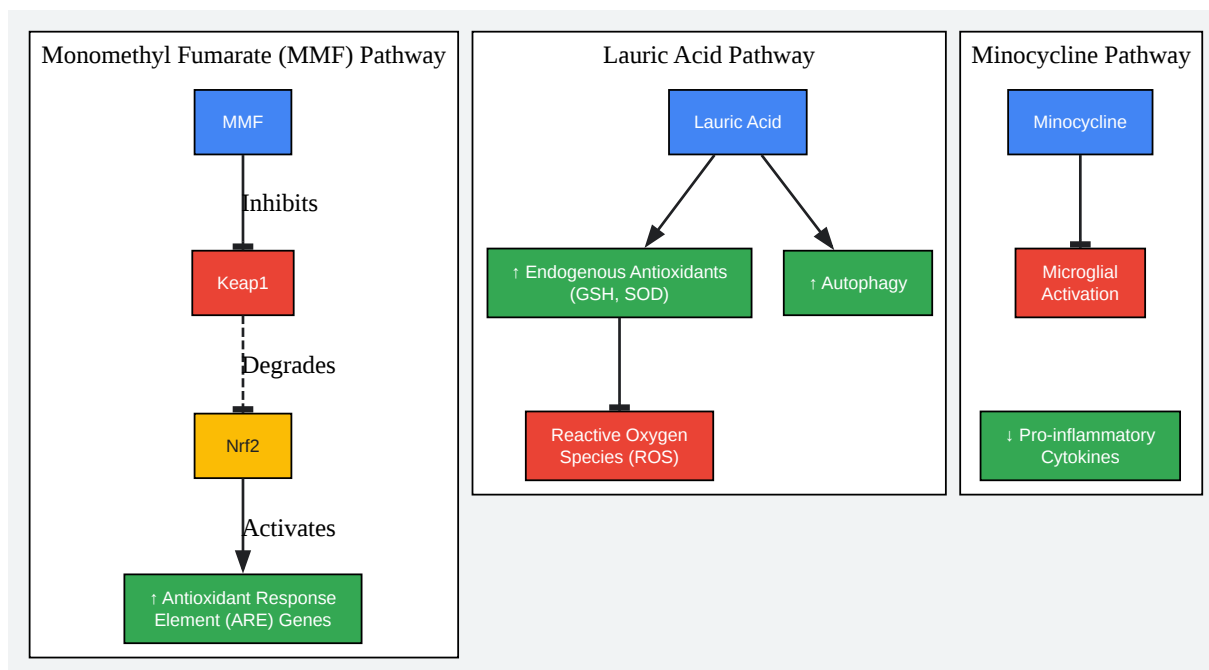 Monomethyl Fumarate (MMF) Pathway
MMF
Inhibits
Keap1
Degrades
Nrf2
Activates
↑ Antioxidant Response
Element (ARE) Genes
Lauric Acid Pathway
Lauric Acid
↑ Endogenous Antioxidants
(GSH, SOD)
↑ Autophagy
Reactive Oxygen
Species (ROS)
Minocycline Pathway
Minocycline
Microglial
Activation
↓ Pro-inflammatory
Cytokines